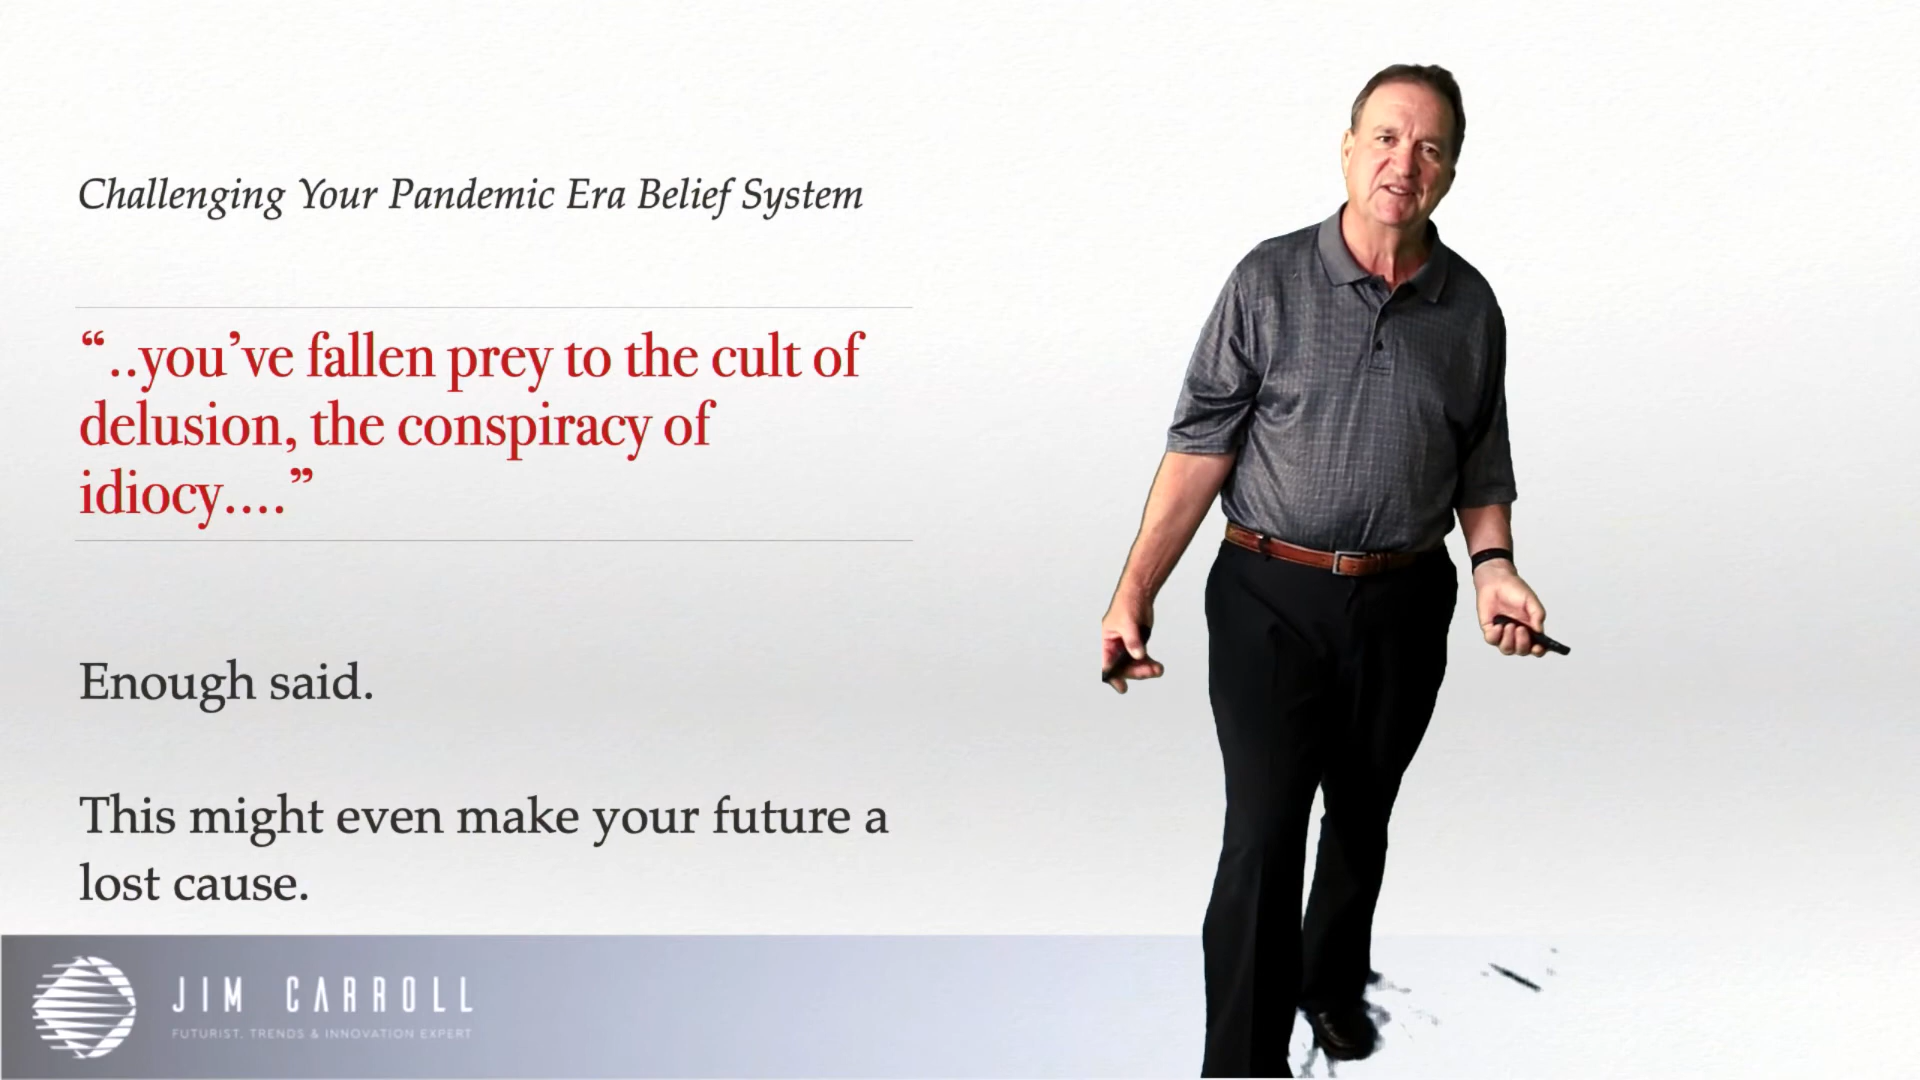 Challenging Your Pandemic Era Belief System
“..you’ve fallen prey to the cult of
delusion, the conspiracy of
idiocy....”
Enough said.
This might even make your future a
lost cause.
JIM CARROLL
FUTURIST, TRENDS & INNOVATION EXPERT